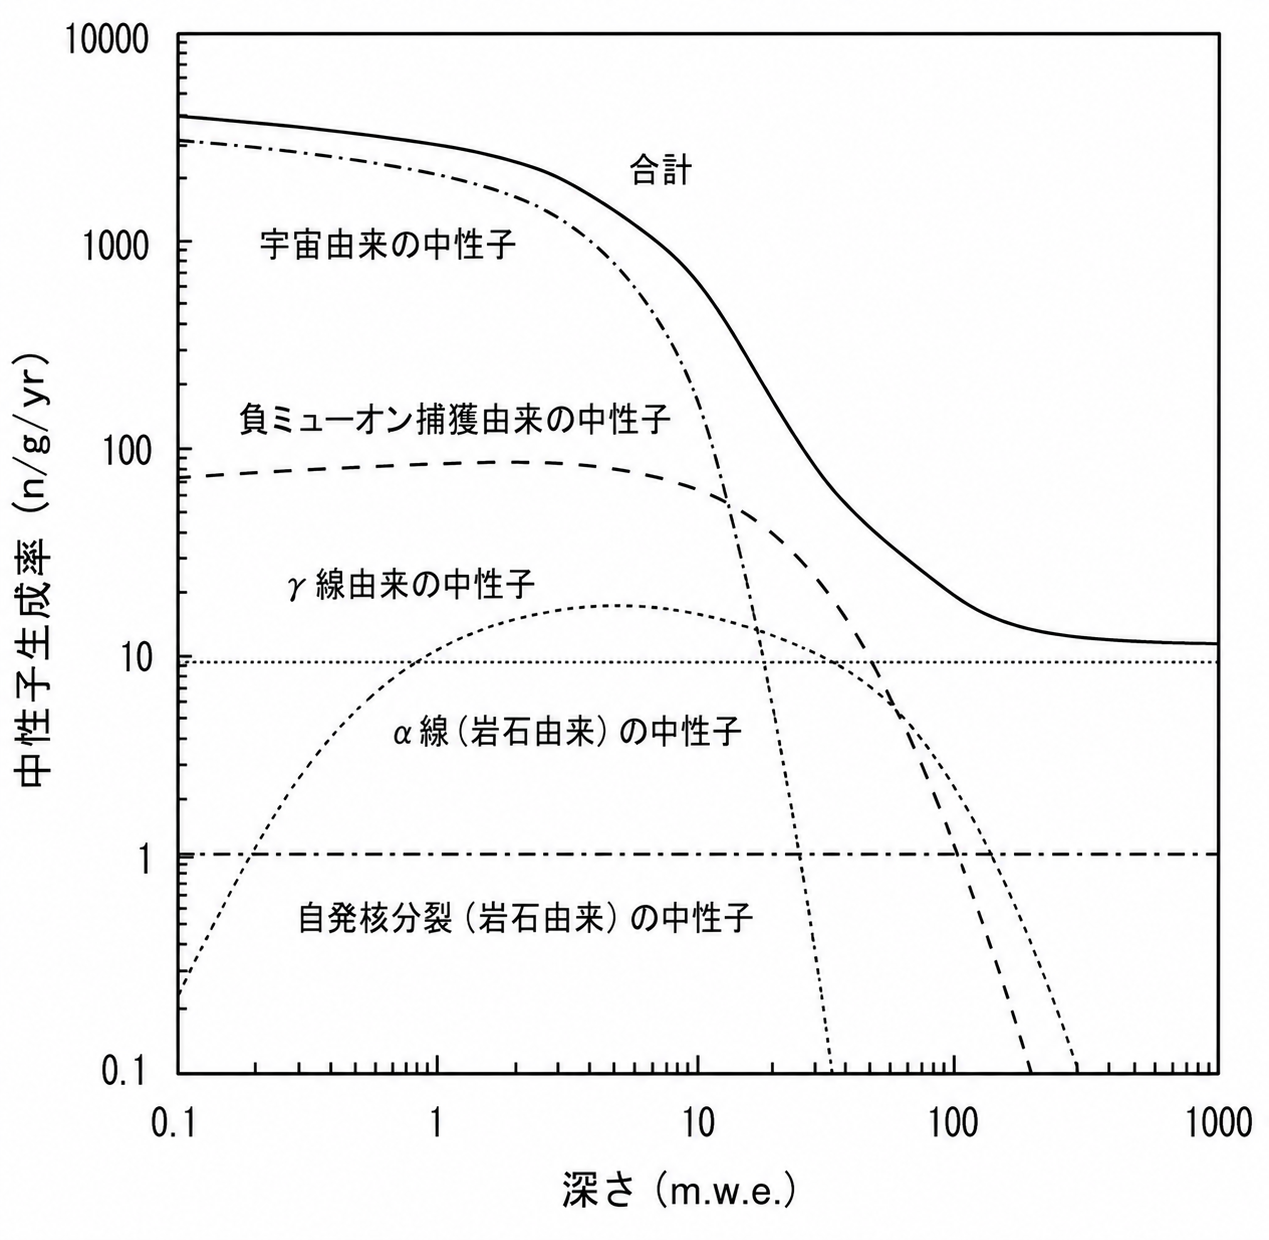 10000
1000
100
10
1
0.1
中性子生成率 (n/g/yr)
合計
宇宙由来の中性子
負ミューオン捕獲由来の中性子
γ線由来の中性子
α線(岩石由来)の中性子
自発核分裂(岩石由来)の中性子
0.1 1 10 100 1000
深さ (m.w.e.)